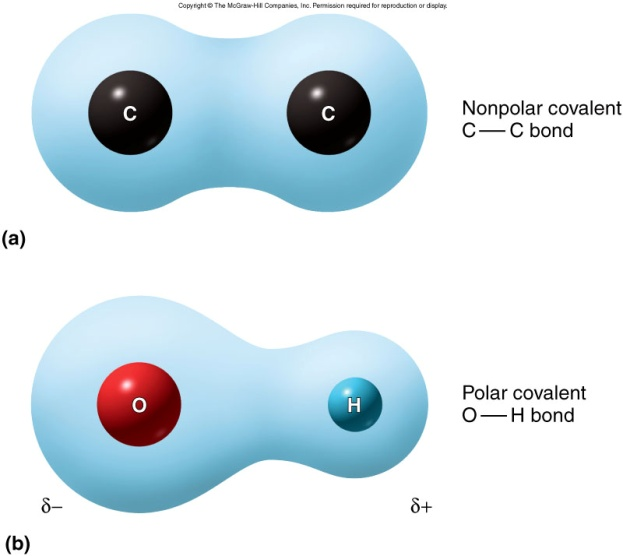 Copyright © The McGraw-Hill Companies, Inc. Permission required for reproduction or display.
C
C
Nonpolar covalent
C — C bond
(a)
O
H
Polar covalent
O — H bond
δ–
δ+
(b)